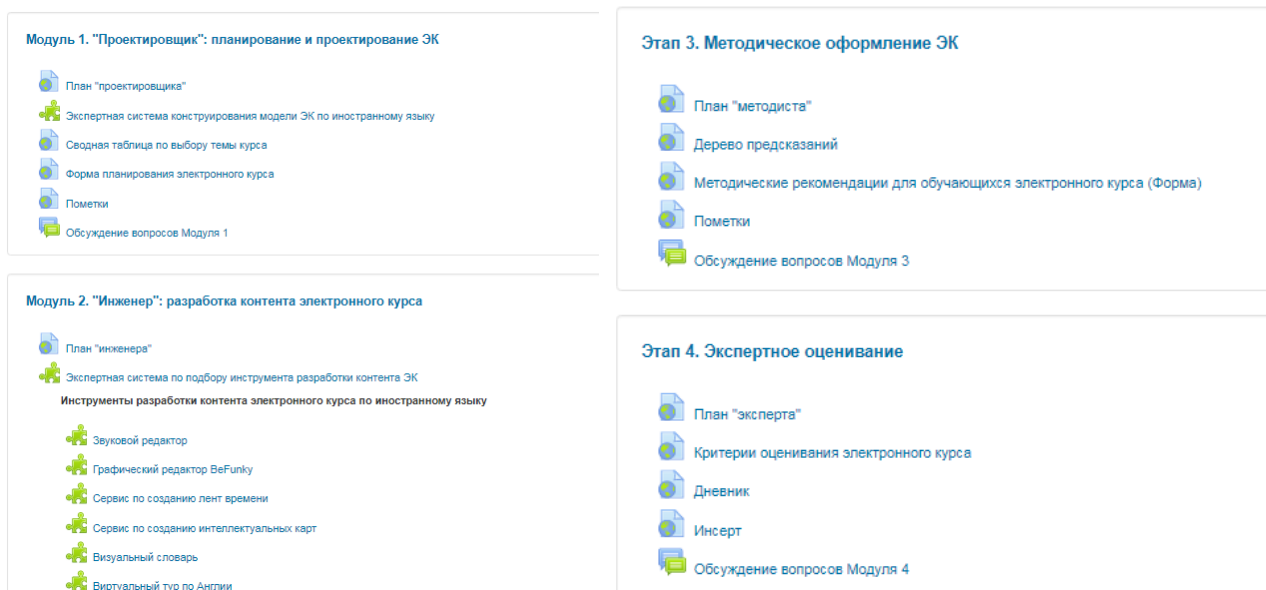 Модуль 1. "Проектировщик": планирование и проектирование ЭК
План "проектировщика"
Экспертная система конструирования модели ЭК по иностранному языку
Сводная таблица по выбору темы курса
Форма планирования электронного курса
Пометки
Обсуждение вопросов Модуля 1
Модуль 2. "Инженер": разработка контента электронного курса
План "инженера"
Экспертная система по подбору инструмента разработки контента ЭК
Инструменты разработки контента электронного курса по иностранному языку
Звуковой редактор
Графический редактор BeFunky
Сервис по созданию лент времени
Сервис по созданию интеллектуальных карт
Визуальный словарь
Виртуальный тур по Англии
Этап 3. Методическое оформление ЭК
План "методиста"
Дерево предсказаний
Методические рекомендации для обучающихся электронного курса (Форма)
Пометки
Обсуждение вопросов Модуля 3
Этап 4. Экспертное оценивание
План "эксперта"
Критерии оценивания электронного курса
Дневник
Инсерт
Обсуждение вопросов Модуля 4